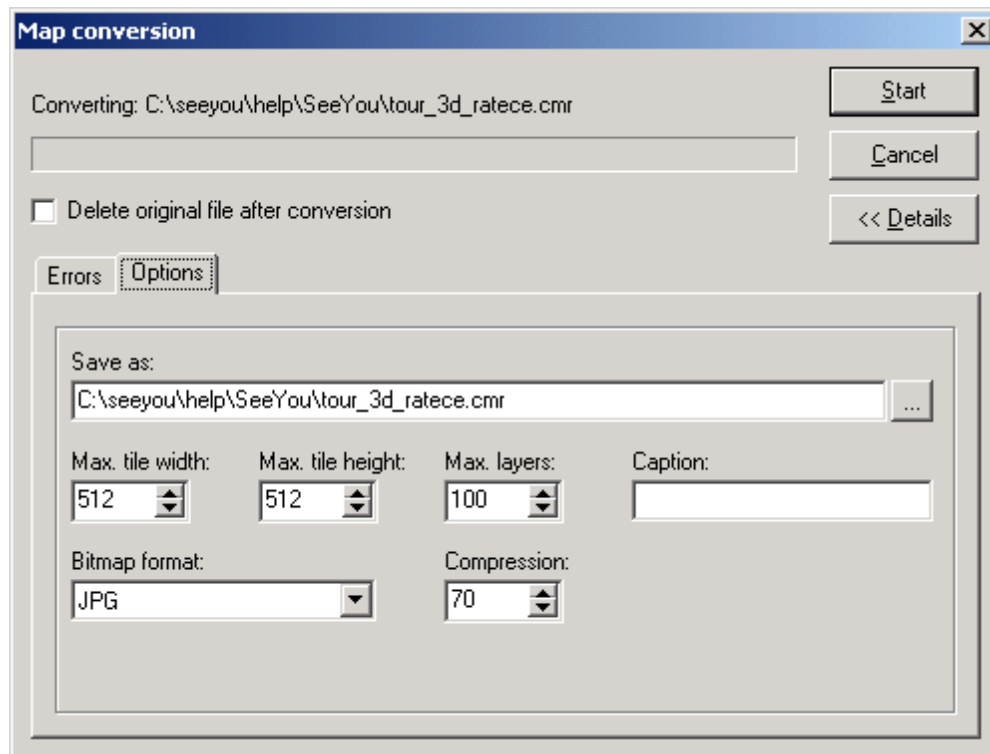 Map conversion
Start
Converting: C:\seeyou\help\SeeYou\tour_3d_ratece.cmr
Cancel
Delete original file after conversion
<< Details
Errors Options
Save as:
C:\seeyou\help\SeeYou\tour_3d_ratece.cmr ...
Max. tile width: Max. tile height: Max. layers: Caption:
512 512 100
Bitmap format: Compression:
JPG 70